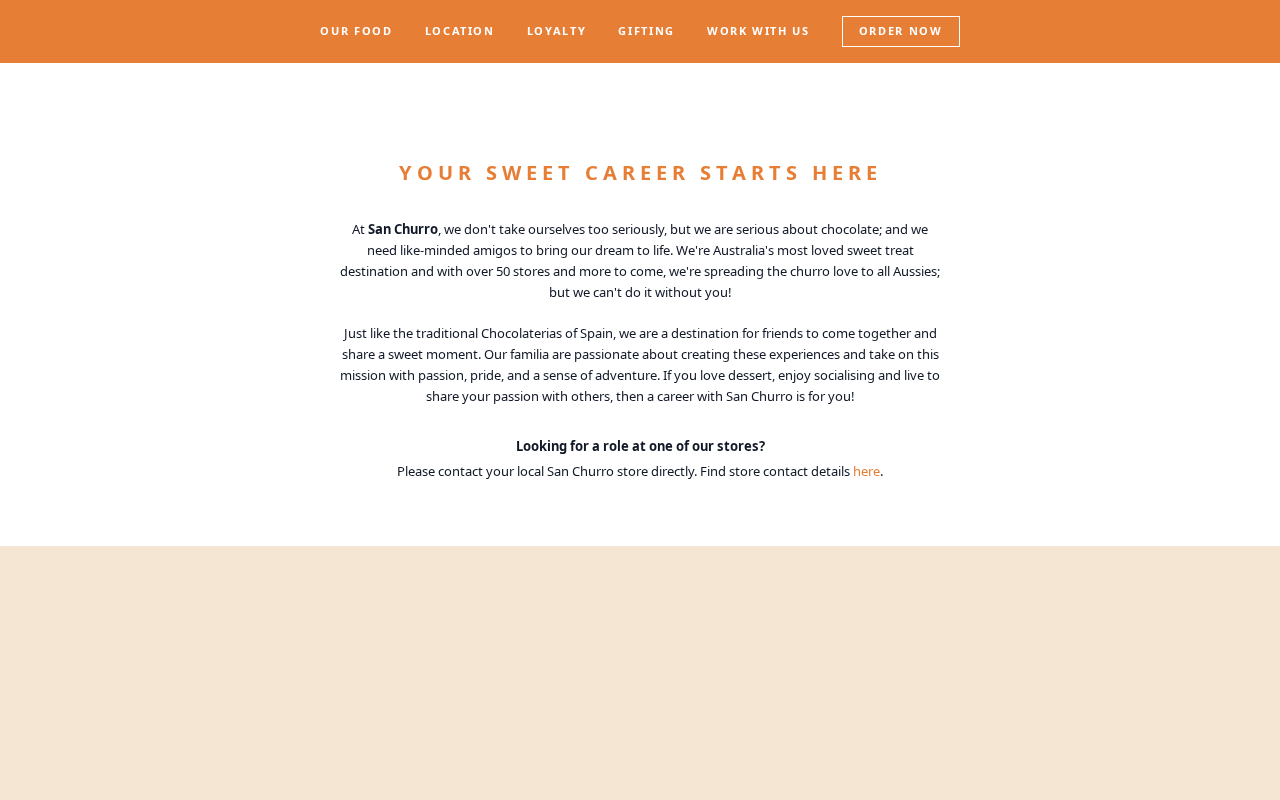 OUR FOOD LOCATION LOYALTY GIFTING WORK WITH US ORDER NOW
YOUR SWEET CAREER STARTS HERE
At San Churro, we don't take ourselves too seriously, but we are serious about chocolate; and we
need like-minded amigos to bring our dream to life. We're Australia's most loved sweet treat
destination and with over 50 stores and more to come, we're spreading the churro love to all Aussies;
but we can't do it without you!
Just like the traditional Chocolaterias of Spain, we are a destination for friends to come together and
share a sweet moment. Our familia are passionate about creating these experiences and take on this
mission with passion, pride, and a sense of adventure. If you love dessert, enjoy socialising and live to
share your passion with others, then a career with San Churro is for you!
Looking for a role at one of our stores?
Please contact your local San Churro store directly. Find store contact details here.